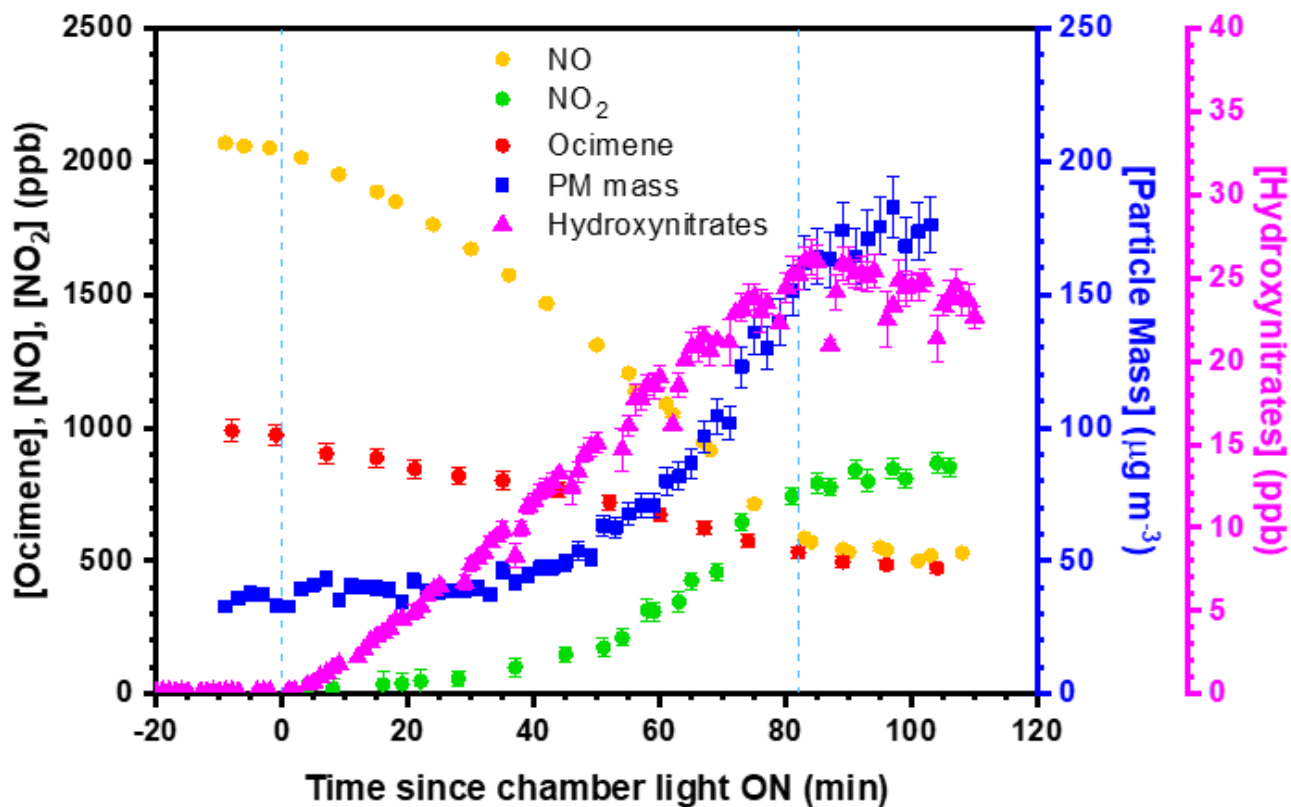 [Ocimene], [NO], [NO2] (ppb)
2500
2000
1500
1000
500
0
NO
NO2
Ocimene
PM mass
Hydroxynitrates
250
200
150
100
50
0
[Particle Mass] (μg m-3)
40
35
30
25
20
15
10
5
0
[Hydroxynitrates] (ppb)
-20 0 20 40 60 80 100 120
Time since chamber light ON (min)